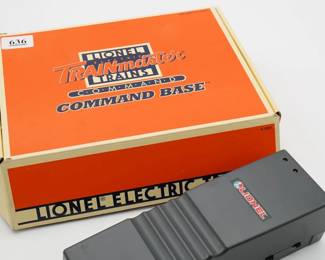 636
LIONEL
TRAINmaster
TRAINS
COMMAND
COMMAND BASE
LIONEL ELECTRIC
LIONEL